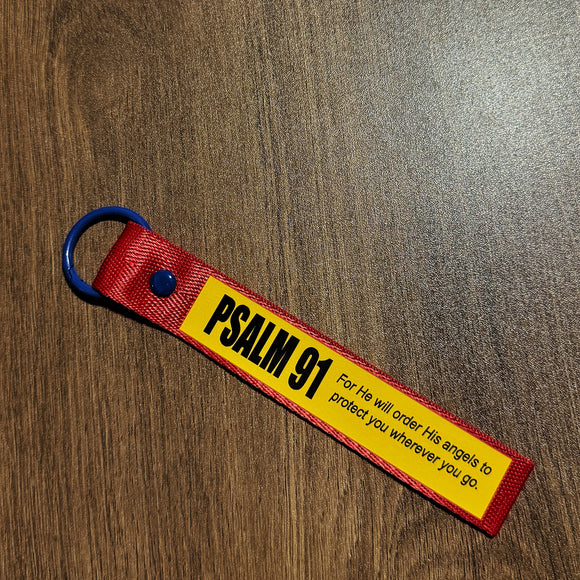 PSALM 91
For He will order His angels to
protect you wherever you go.